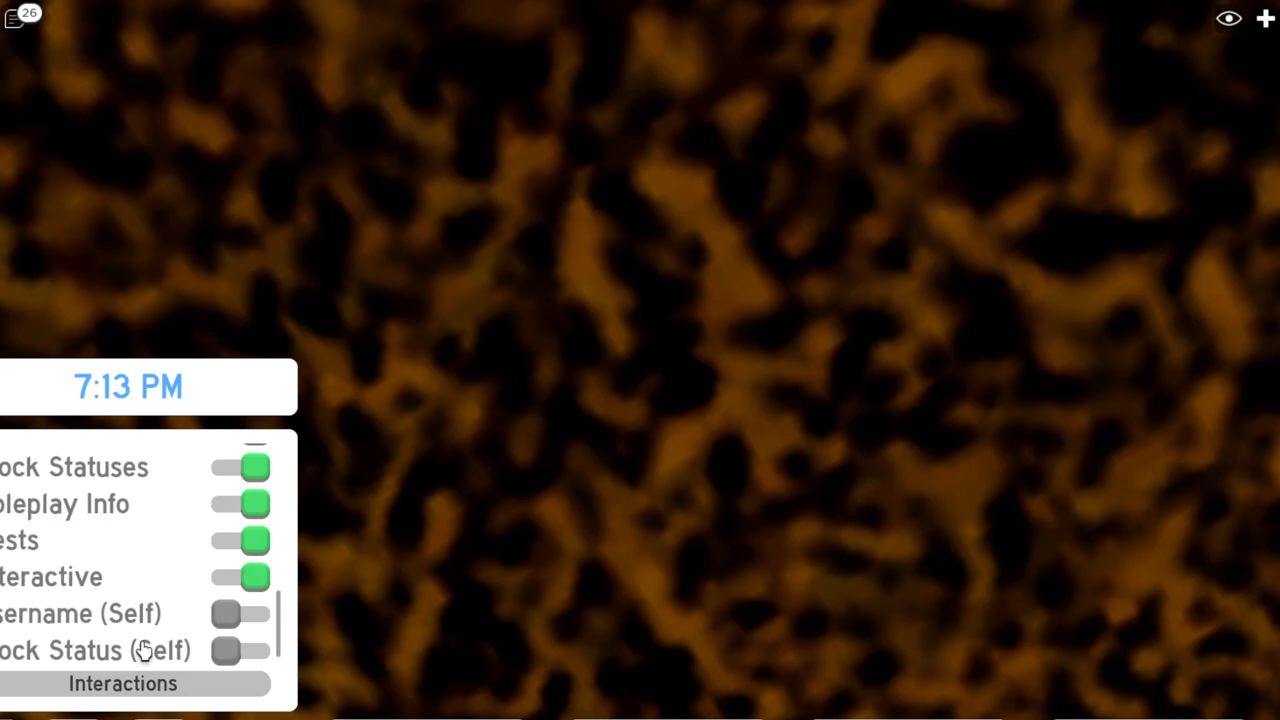 26
7:13 PM
ock Statuses
oleplay Info
ests
teractive
sername (Self)
ock Status (Self)
Interactions